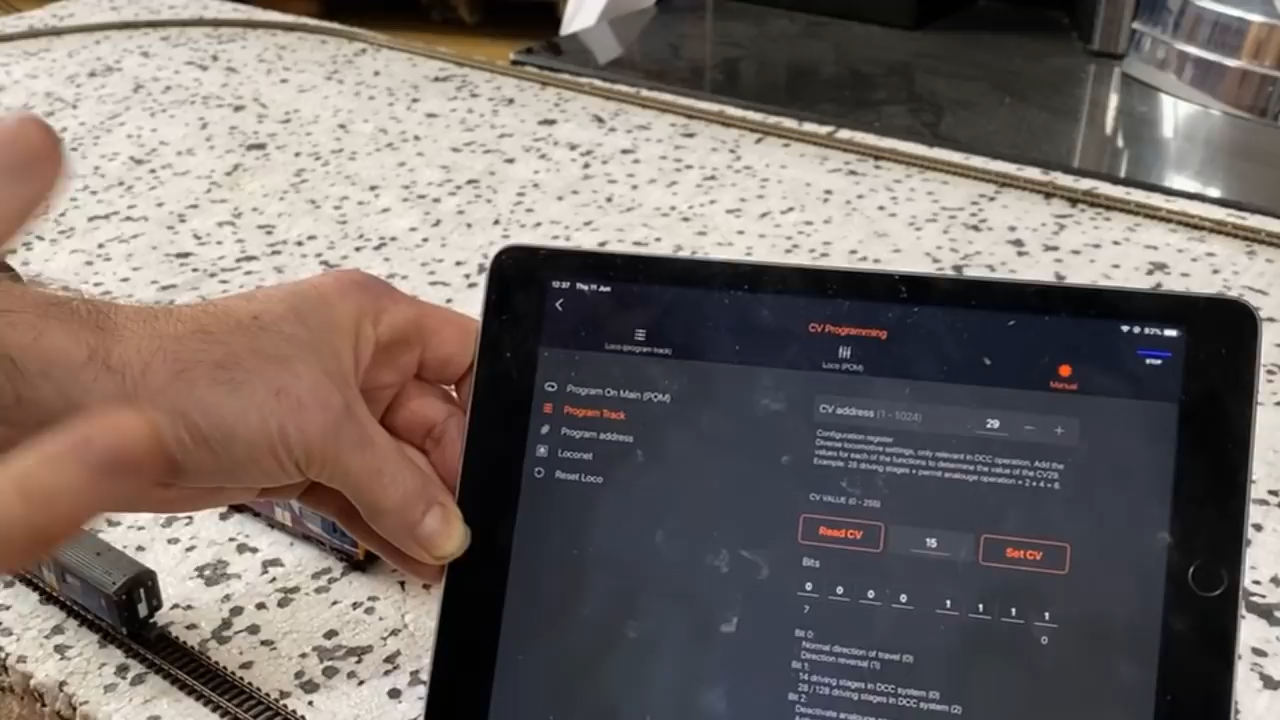 12:37 Thu 11 Jun
93%
CV Programming
STOP
Loco (program track)
Loco (POM)
Manual
Program On Main (POM)
Program Track
Program address
Loconet
Reset Loco
CV address (1 - 1024)
29 − +
Configuration register
Diverse locomotive settings, only relevant in DCC operation. Add the
values for each of the functions to determine the value of the CV29.
Example: 28 driving stages + permit analouge operation = 2 + 4 = 6.
CV VALUE (0 - 255)
Read CV
15
Set CV
Bits
0 0 0 0 1 1 1 1
7
0
Bit 0:
Normal direction of travel (0)
Direction reversal (1)
Bit 1:
14 driving stages in DCC system (0)
28 / 128 driving stages in DCC system (2)
Bit 2:
Deactivate